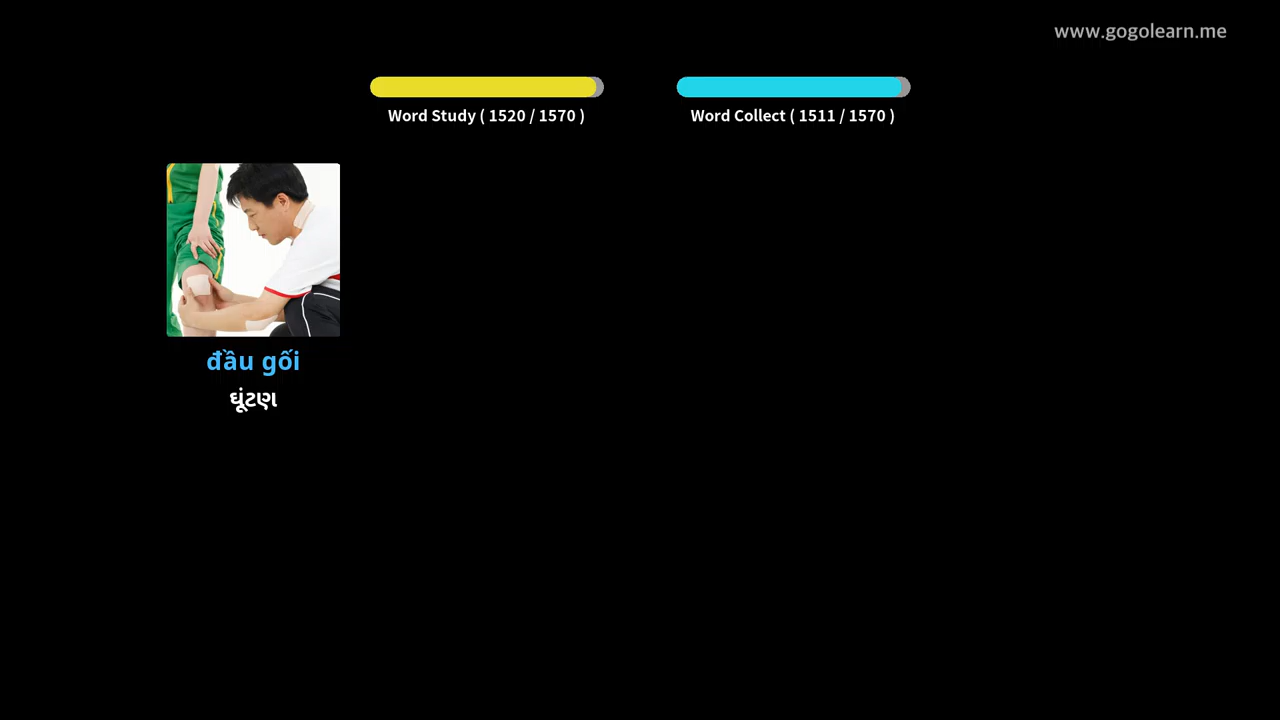 www.gogolearn.me
Word Study ( 1520 / 1570 )
Word Collect ( 1511 / 1570 )
đầu gối
ઘૂંટણ